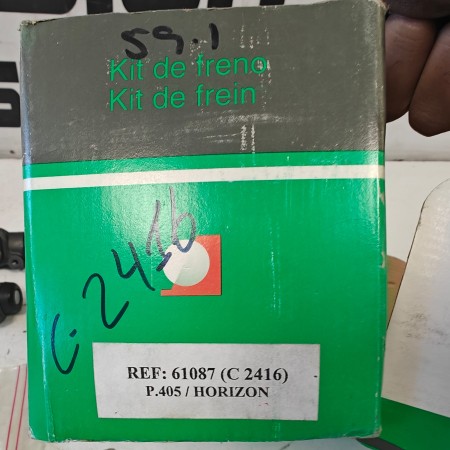 59.1
Kit de freno
Kit de frein
C-2416
REF: 61087 (C 2416)
P.405 / HORIZON